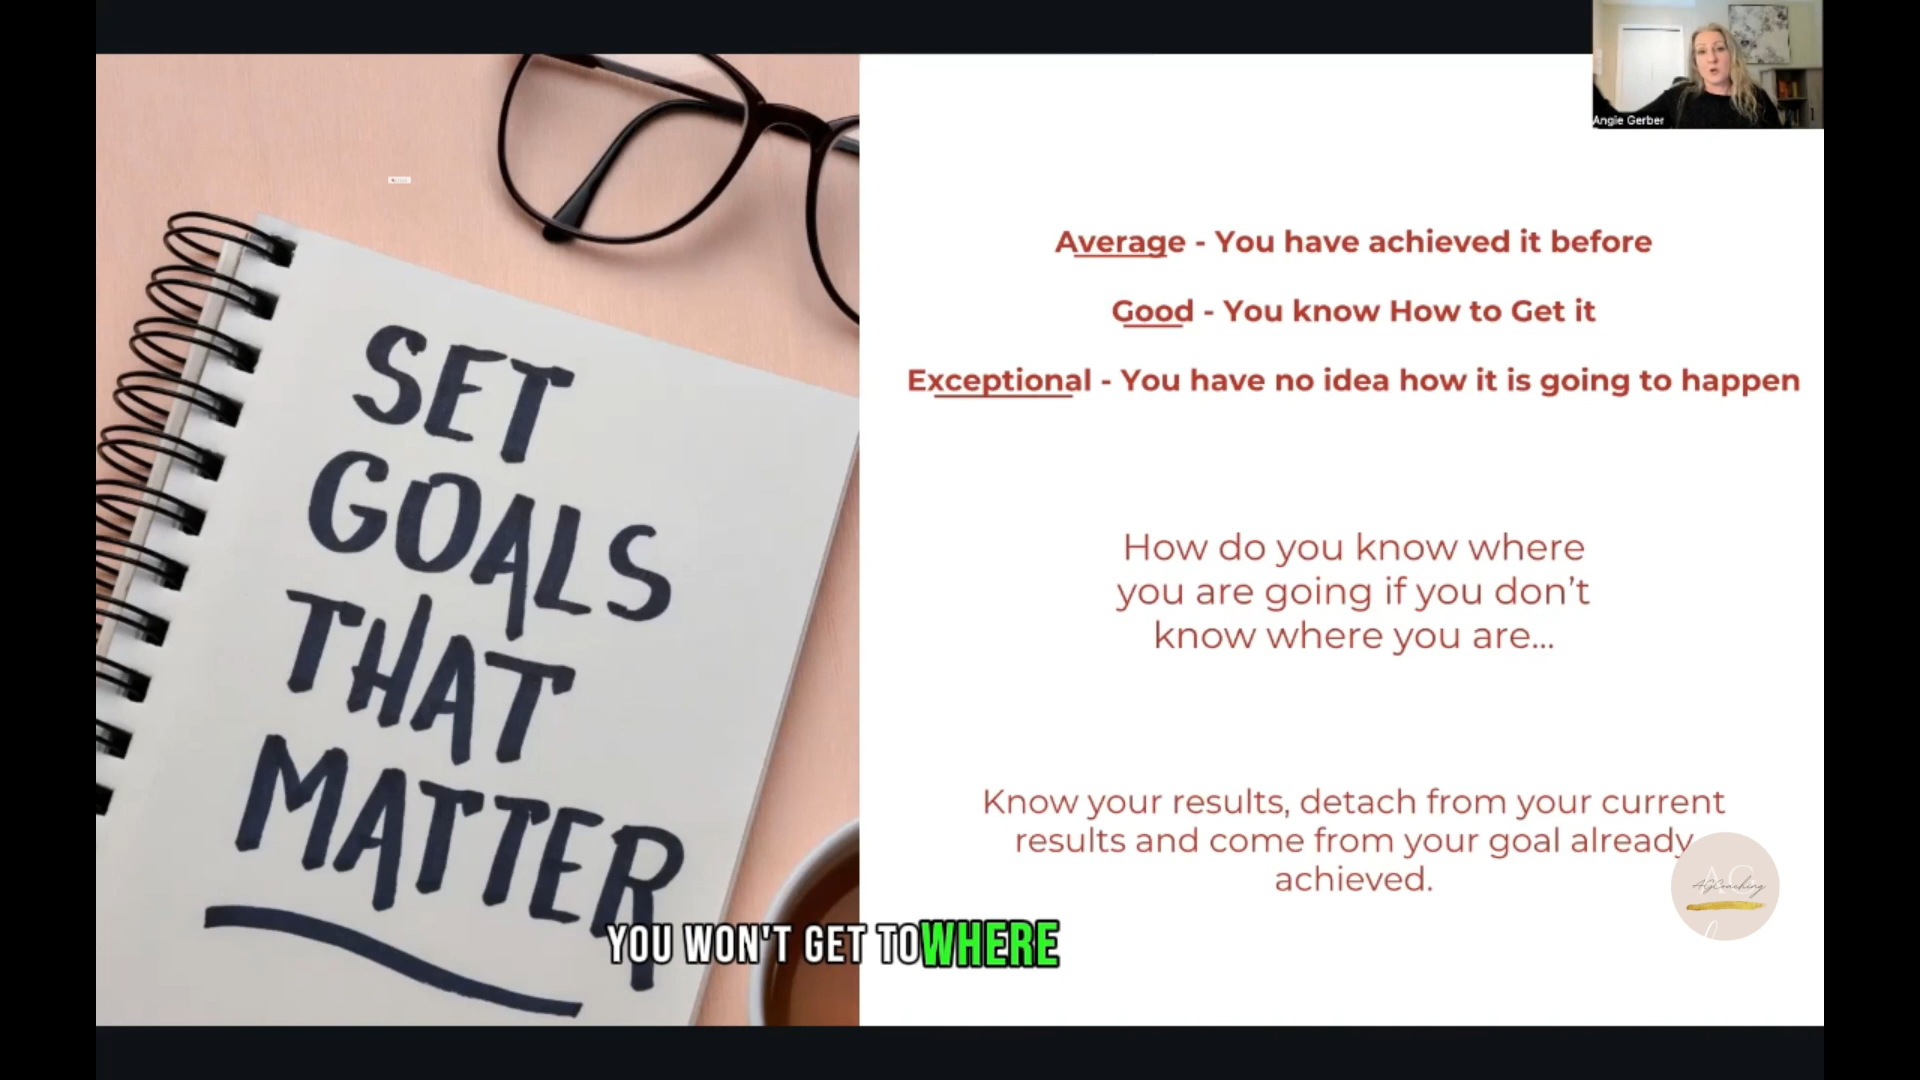 Angie Gerber
SET
GOALS
THAT
MATTER
Average - You have achieved it before
Good - You know How to Get it
Exceptional - You have no idea how it is going to happen
How do you know where
you are going if you don’t
know where you are...
Know your results, detach from your current
results and come from your goal already
achieved.
AGCoaching
YOU WON'T GET TO WHERE